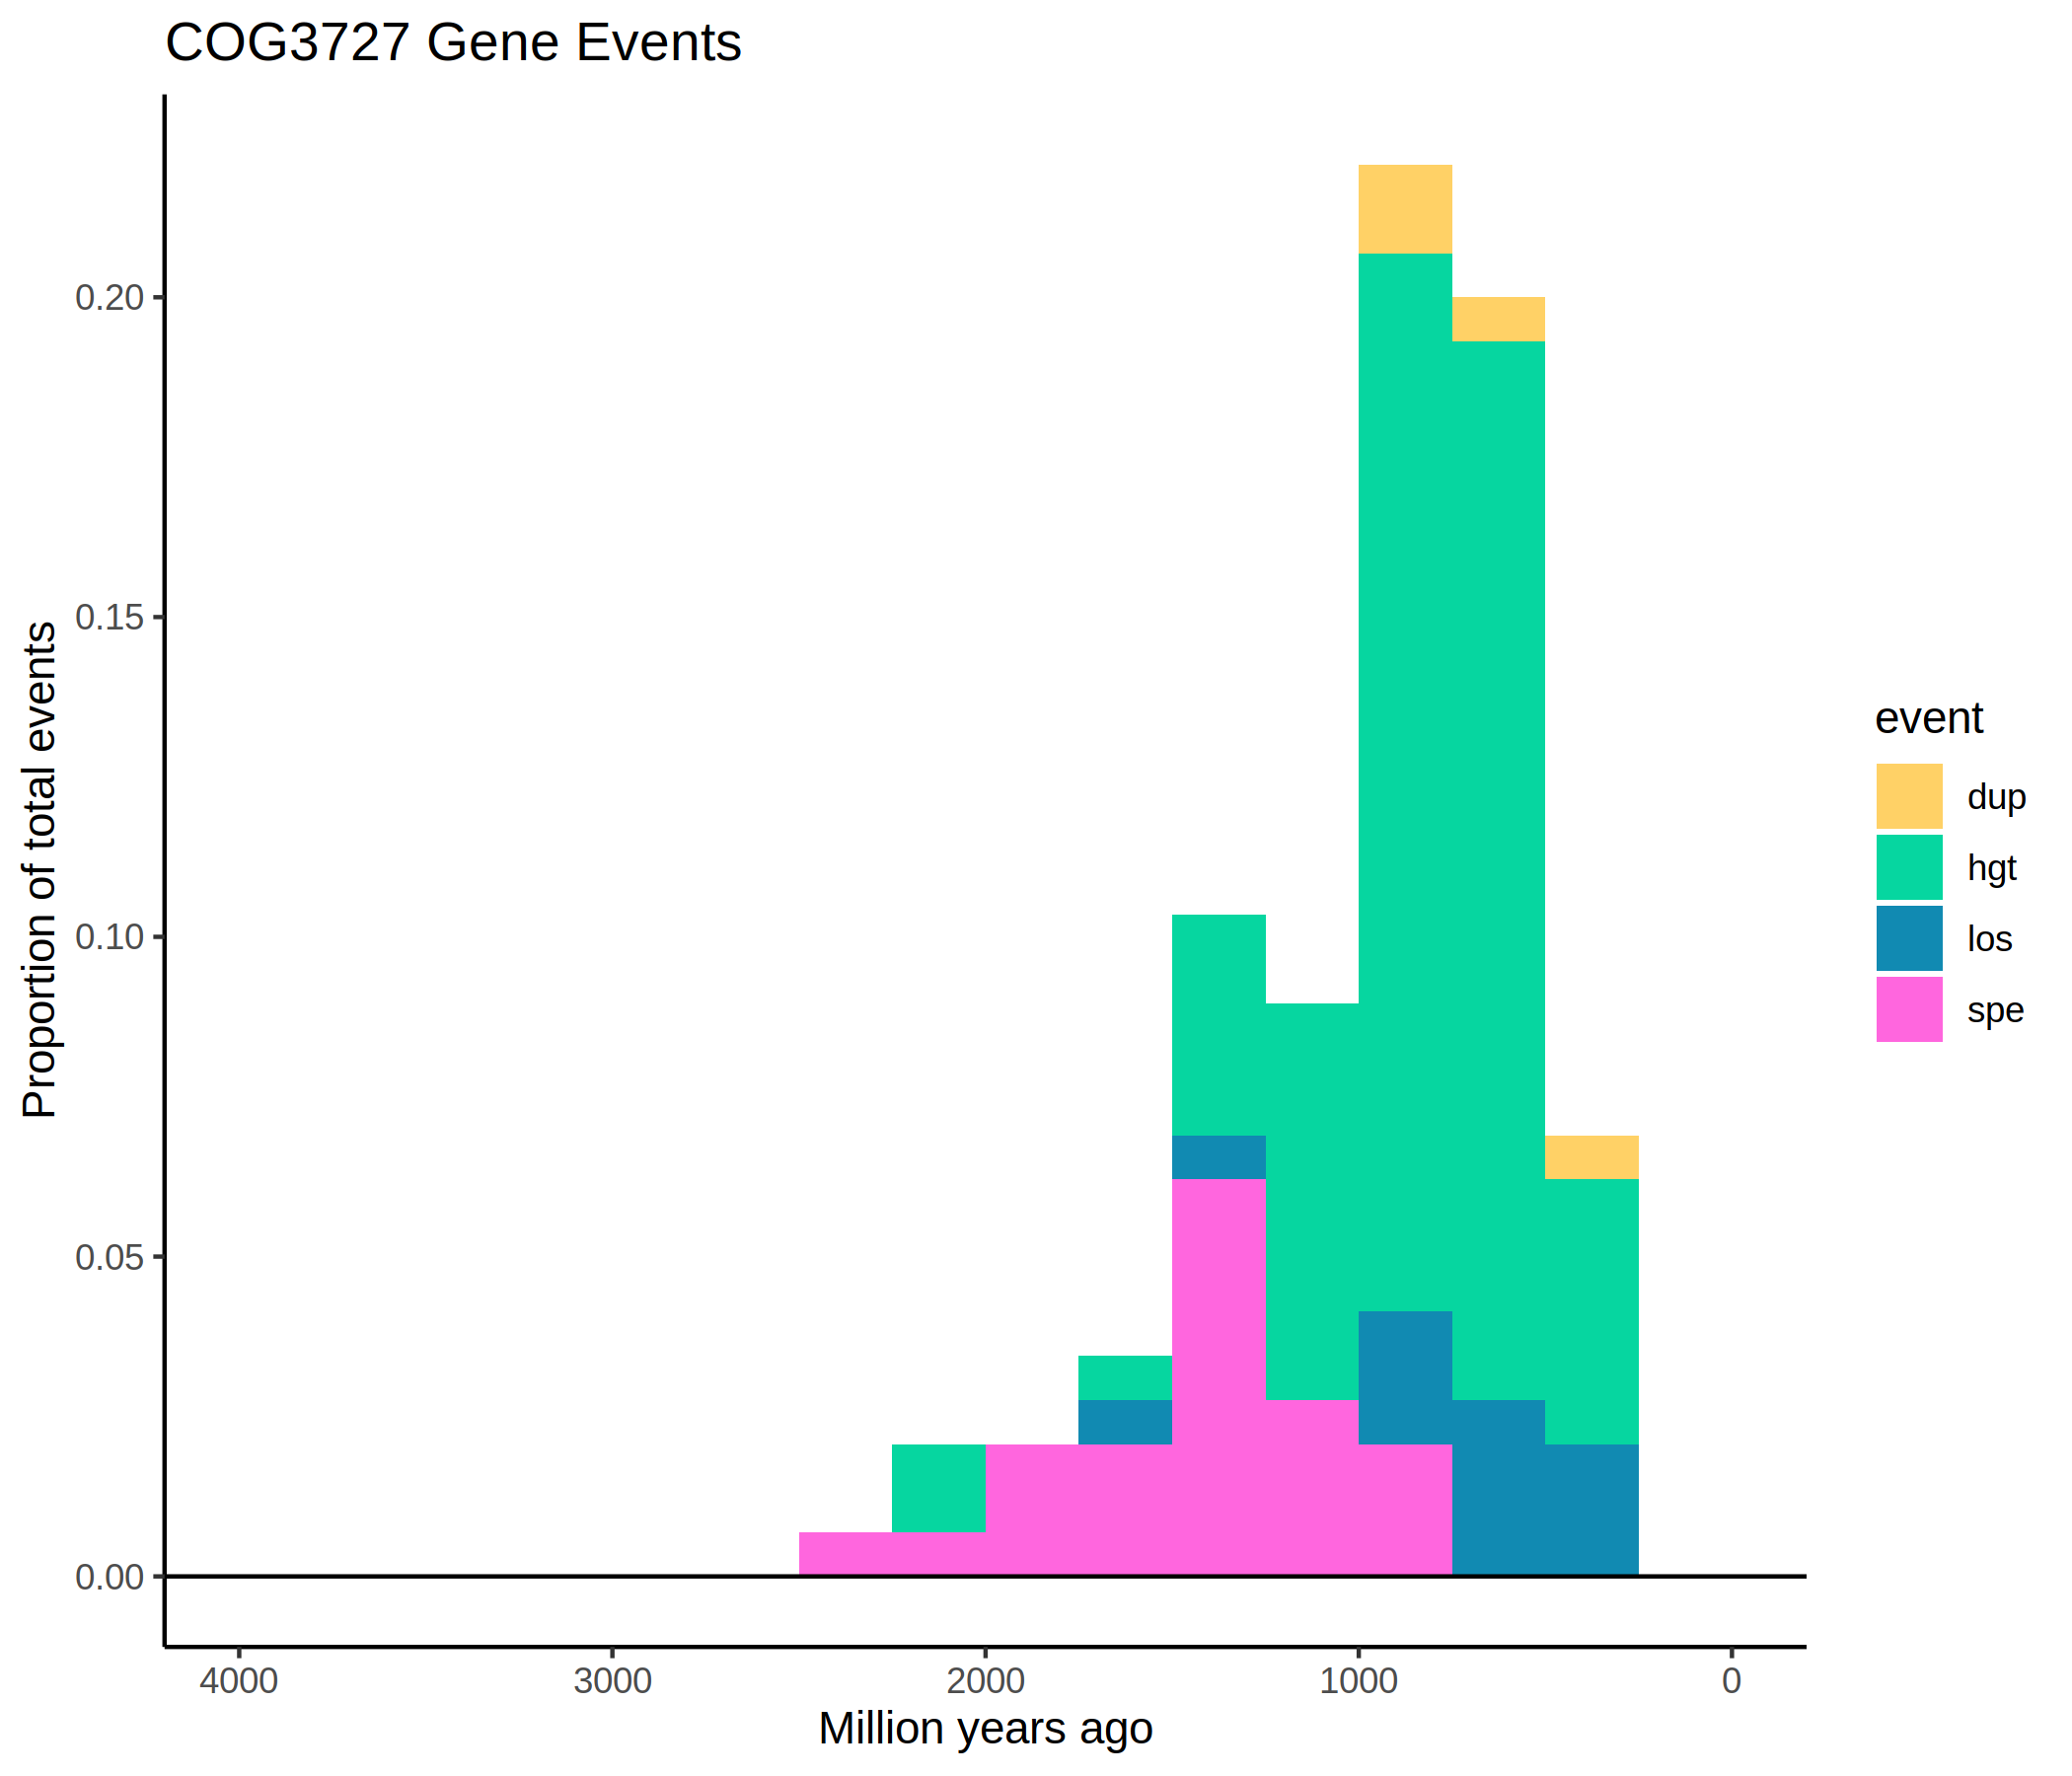 COG3727 Gene Events
Proportion of total events
0.20
0.15
0.10
0.05
0.00
4000 3000 2000 1000 0
Million years ago
event
dup
hgt
los
spe